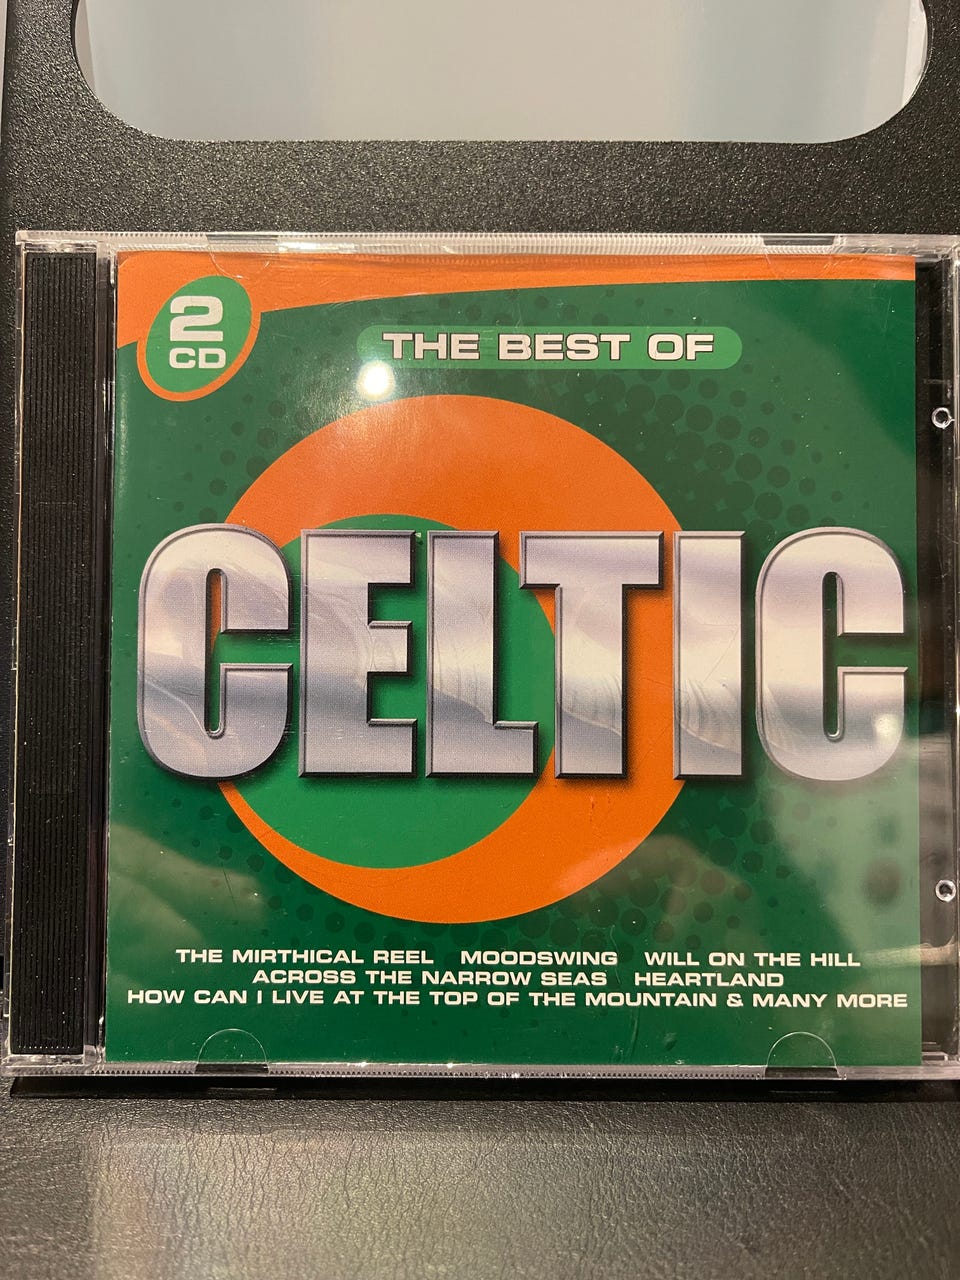 2
CD
THE BEST OF
CELTIC
THE MIRTHICAL REEL MOODSWING WILL ON THE HILL
ACROSS THE NARROW SEAS HEARTLAND
HOW CAN I LIVE AT THE TOP OF THE MOUNTAIN & MANY MORE